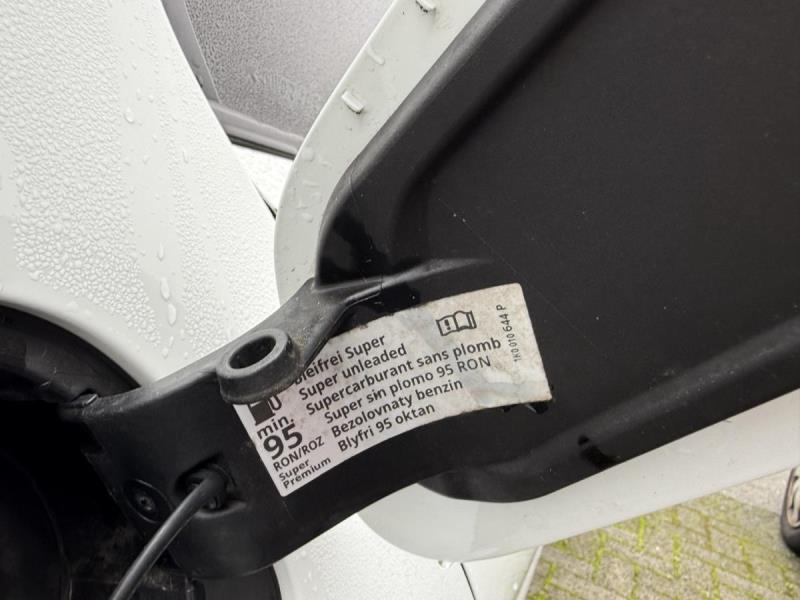 Bleifrei Super
Super unleaded
Supercarburant sans plomb
Super sin plomo 95 RON
Bezolovnaty benzin
Blyfri 95 oktan
min.
95
RON/ROZ
Super
Premium
1K0 010 644 P